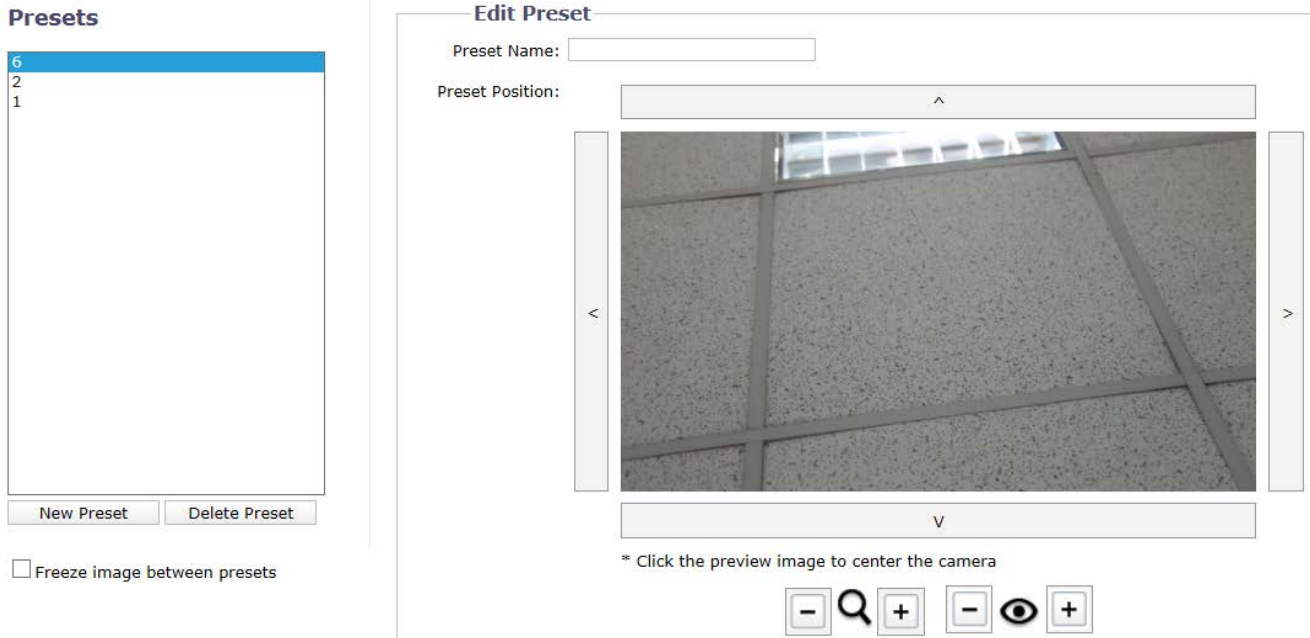 Presets
6
2
1
New Preset Delete Preset
Freeze image between presets
Edit Preset
Preset Name:
Preset Position:
^
<
>
V
* Click the preview image to center the camera
- + - +